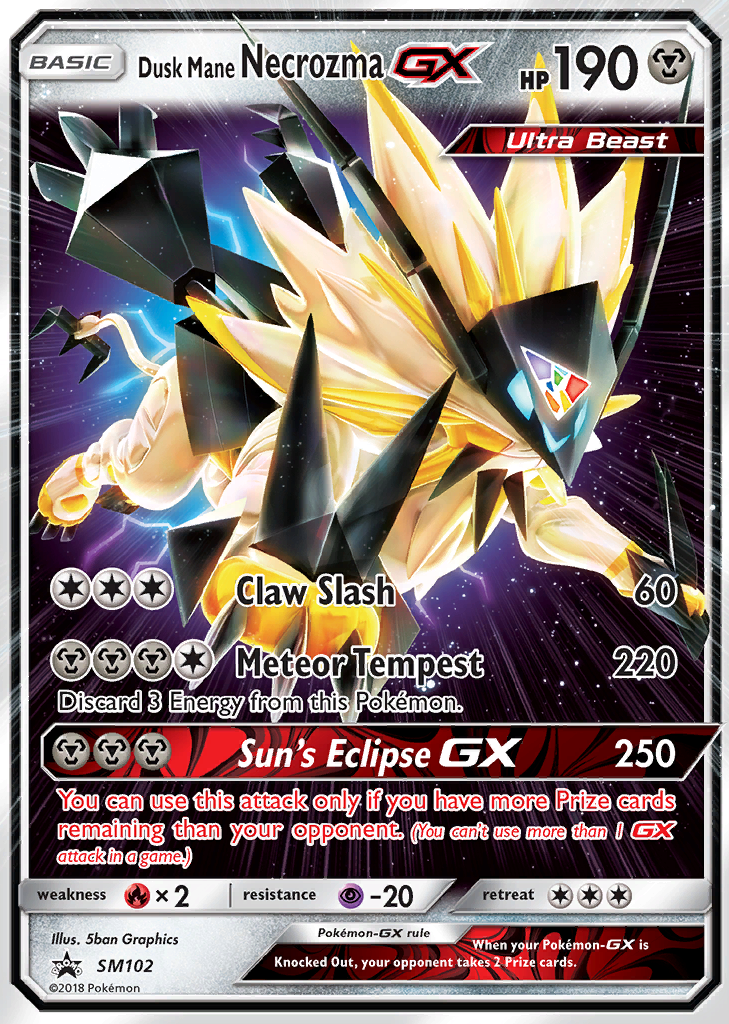 BASIC Dusk Mane Necrozma GX HP 190
Ultra Beast
Claw Slash 60
Meteor Tempest 220
Discard 3 Energy from this Pokémon.
Sun's Eclipse GX 250
You can use this attack only if you have more Prize cards
remaining than your opponent. (You can't use more than 1 GX
attack in a game.)
weakness × 2 resistance -20 retreat
Illus. 5ban Graphics
SM102
©2018 Pokémon
Pokémon-GX rule
When your Pokémon-GX is
Knocked Out, your opponent takes 2 Prize cards.